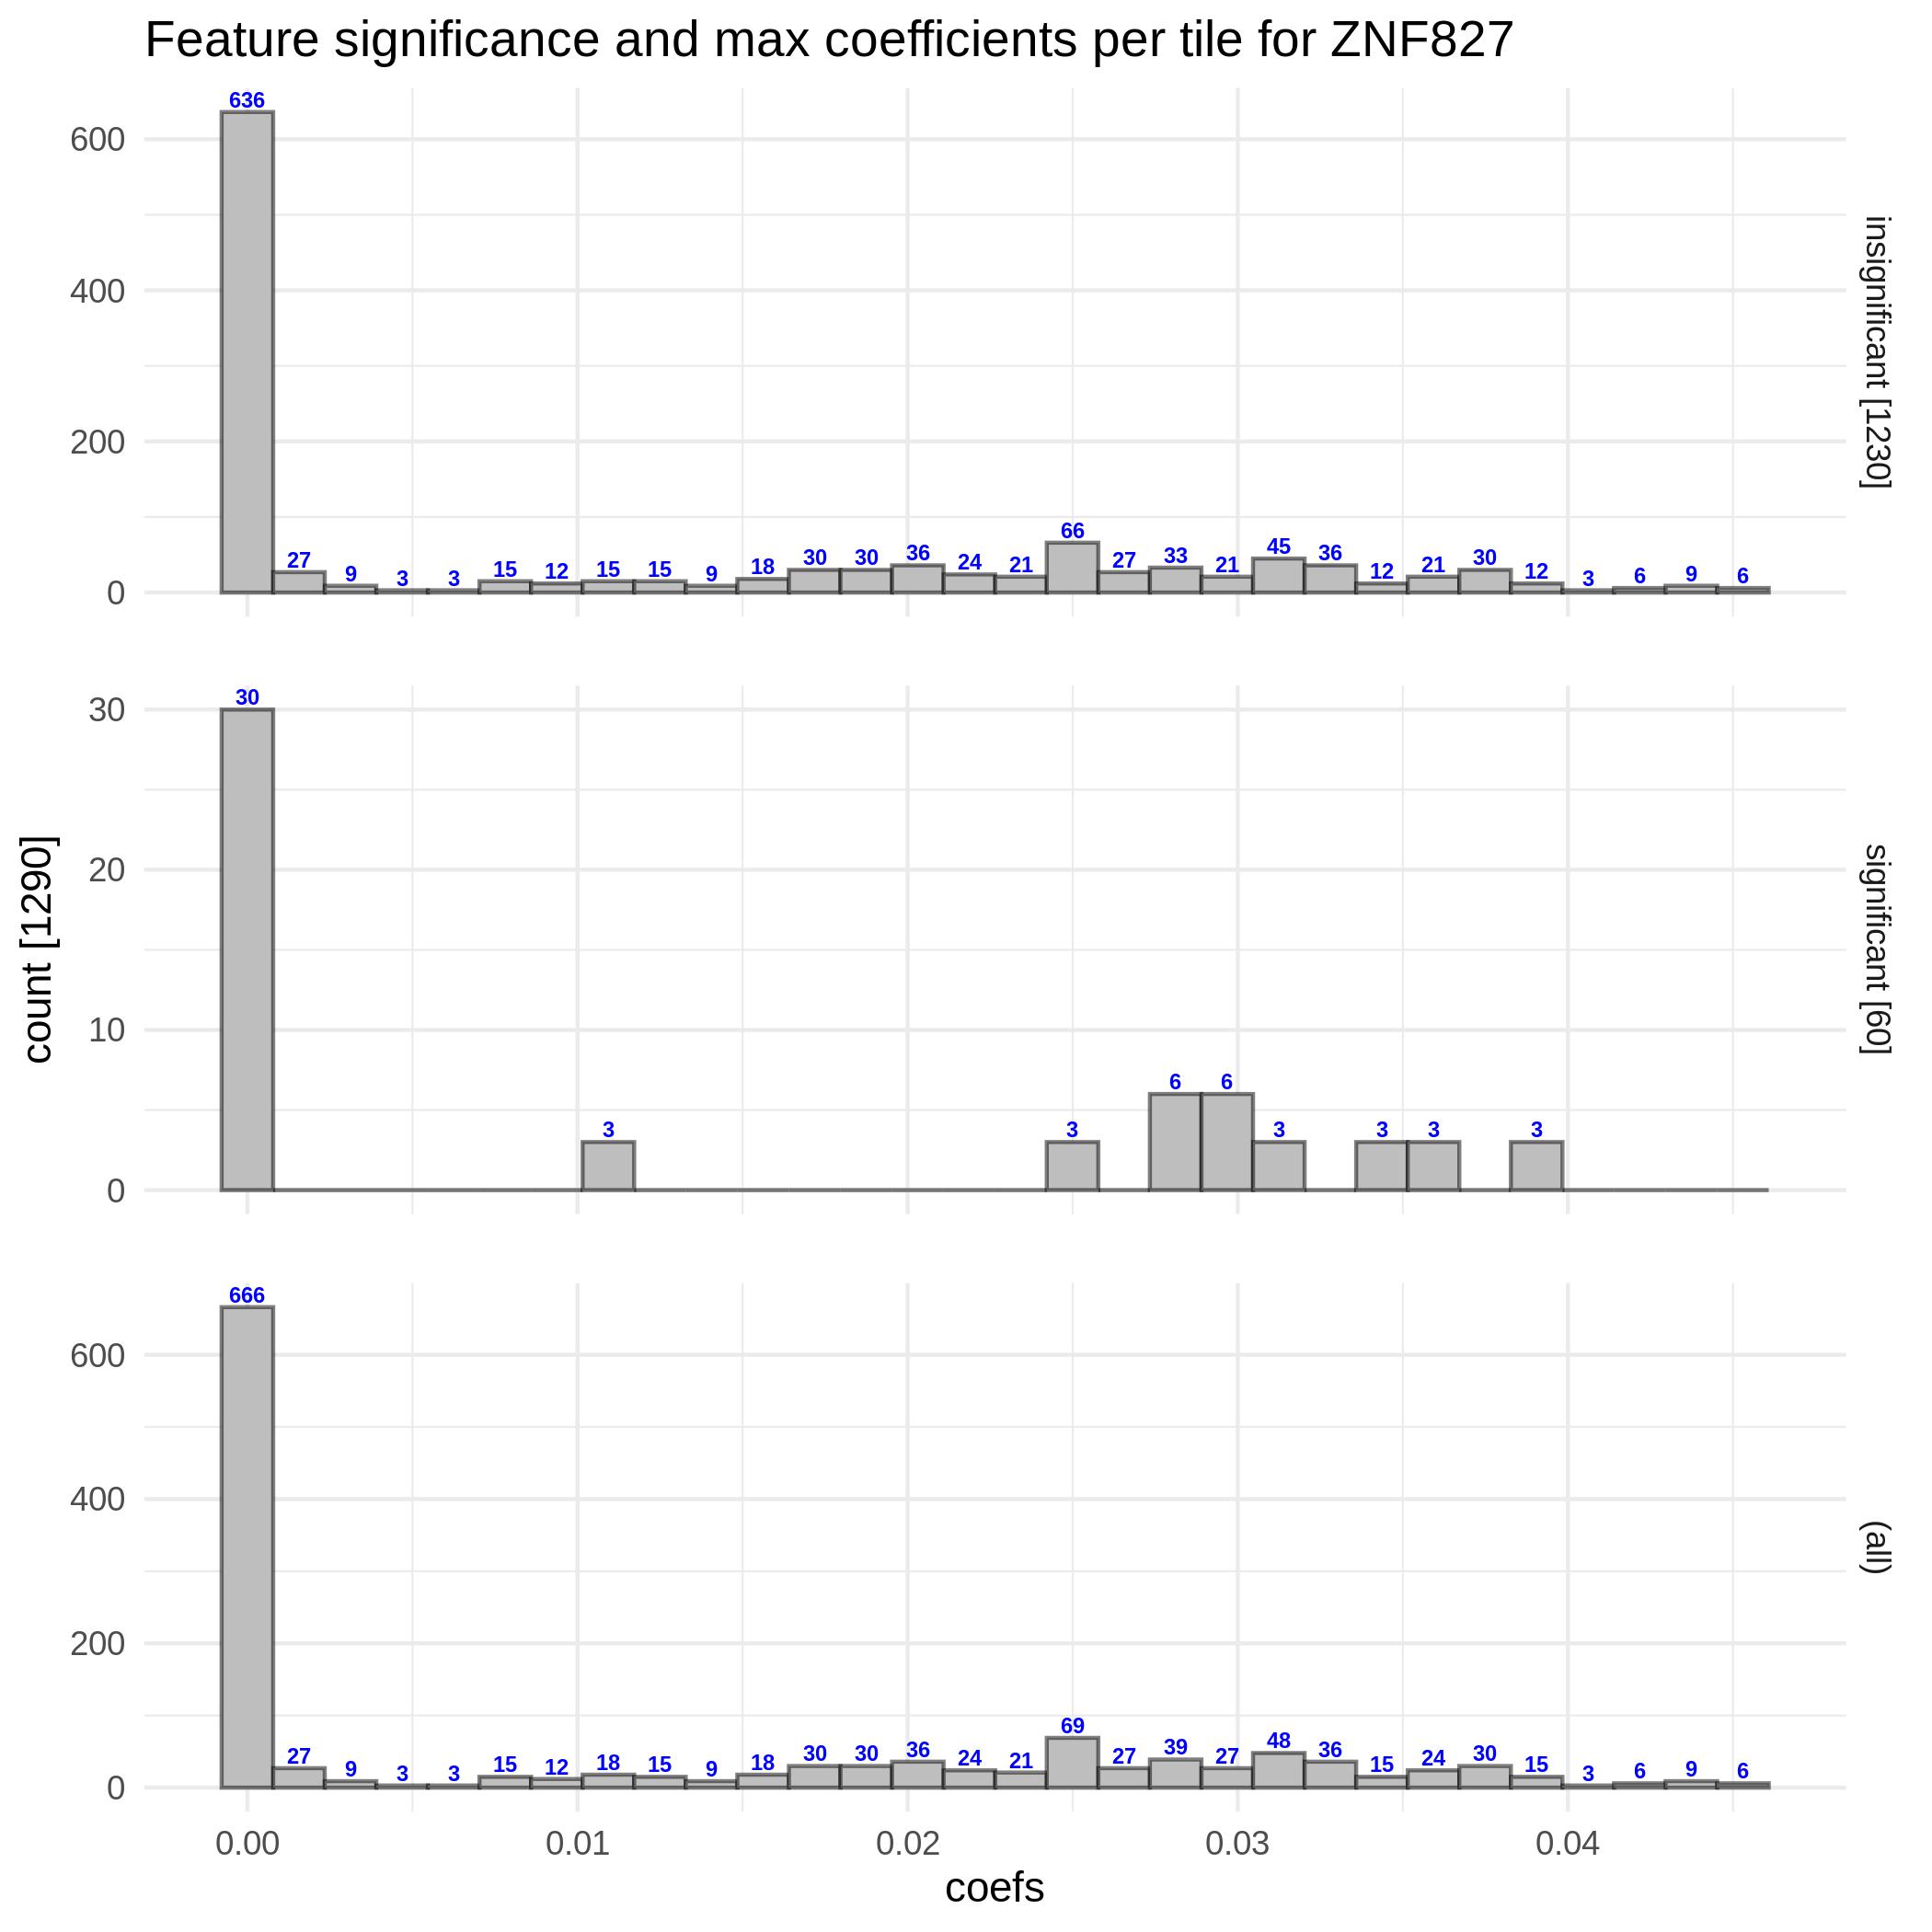 Feature significance and max coefficients per tile for ZNF827
636
600
400
200
0
27 9 3 3 15 12 15 15 9 18 30 30 36 24 21 66 27 33 21 45 36 12 21 30 12 3 6 9 6
insignificant [1230]
30
30
20
10
0
3 3 6 6 3 3 3 3
significant [60]
count [1290]
666
600
400
200
0
27 9 3 3 15 12 18 15 9 18 30 30 36 24 21 69 27 39 27 48 36 15 24 30 15 3 6 9 6
(all)
0.00 0.01 0.02 0.03 0.04
coefs